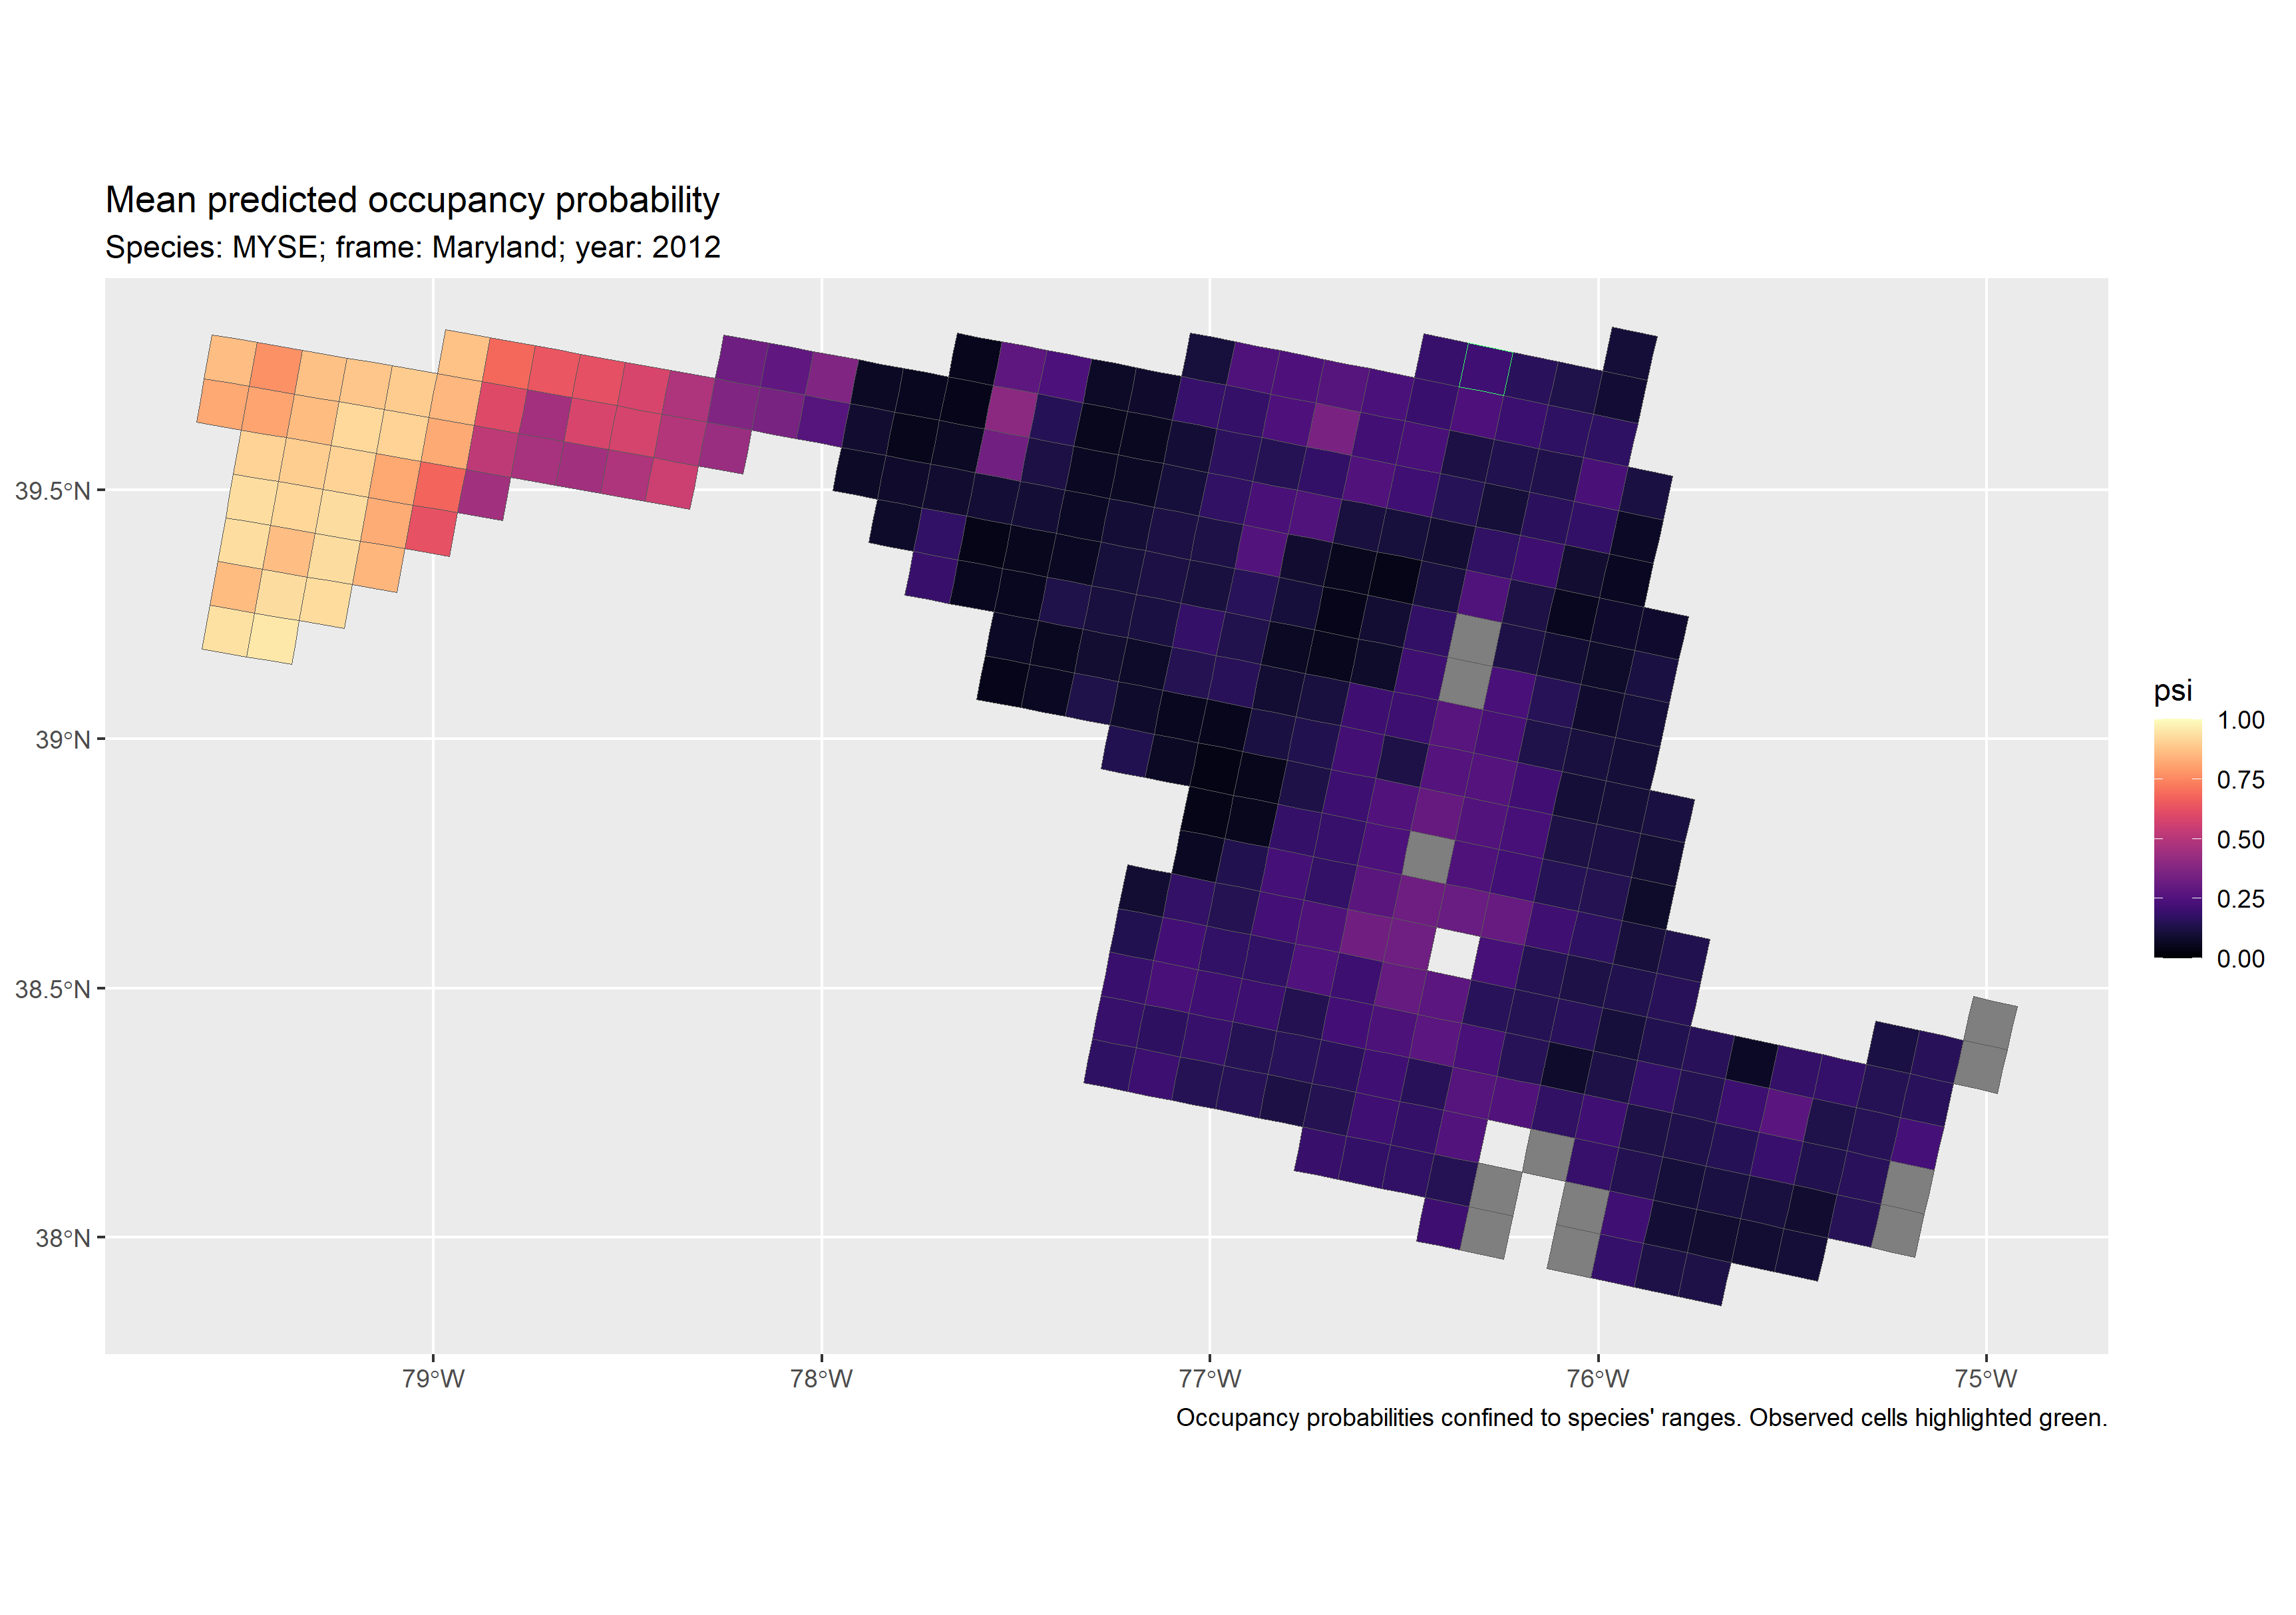 Mean predicted occupancy probability
Species: MYSE; frame: Maryland; year: 2012
39.5°N
39°N
38.5°N
38°N
79°W
78°W
77°W
76°W
75°W
psi
1.00
0.75
0.50
0.25
0.00
Occupancy probabilities confined to species' ranges. Observed cells highlighted green.